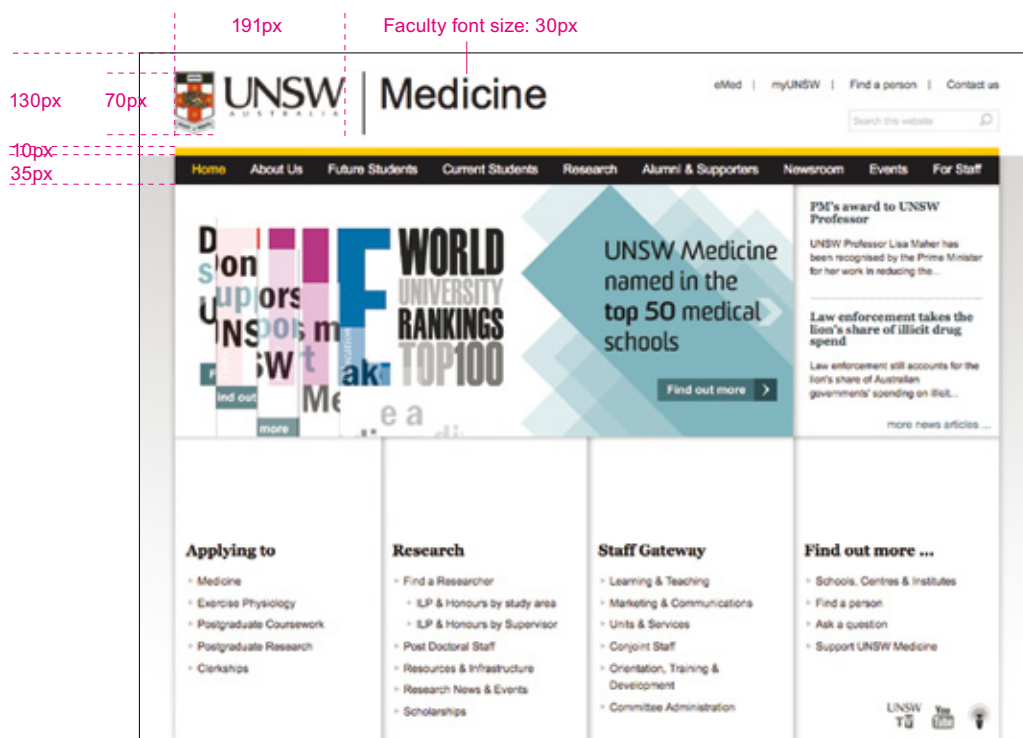 191px
Faculty font size: 30px
130px
70px
10px
35px
UNSW
AUSTRALIA
Medicine
eMed | myUNSW | Find a person | Contact us
Search this website
Home About Us Future Students Current Students Research Alumni & Supporters Newsroom Events For Staff
WORLD
UNIVERSITY
RANKINGS
TOP100
UNSW Medicine
named in the
top 50 medical
schools
Find out more
PM's award to UNSW
Professor
UNSW Professor Lisa Maher has
been recognised by the Prime Minister
for her work in reducing the...
Law enforcement takes the
lion's share of illicit drug
spend
Law enforcement still accounts for the
lion's share of Australian
governments' spending on illicit...
more news articles ...
Applying to
Medicine
Exercise Physiology
Postgraduate Coursework
Postgraduate Research
Clerkships
Research
Find a Researcher
ILP & Honours by study area
ILP & Honours by Supervisor
Post Doctoral Staff
Resources & Infrastructure
Research News & Events
Scholarships
Staff Gateway
Learning & Teaching
Marketing & Communications
Units & Services
Conjoint Staff
Orientation, Training &
Development
Committee Administration
Find out more ...
Schools, Centres & Institutes
Find a person
Ask a question
Support UNSW Medicine
UNSW
TV
You
Tube